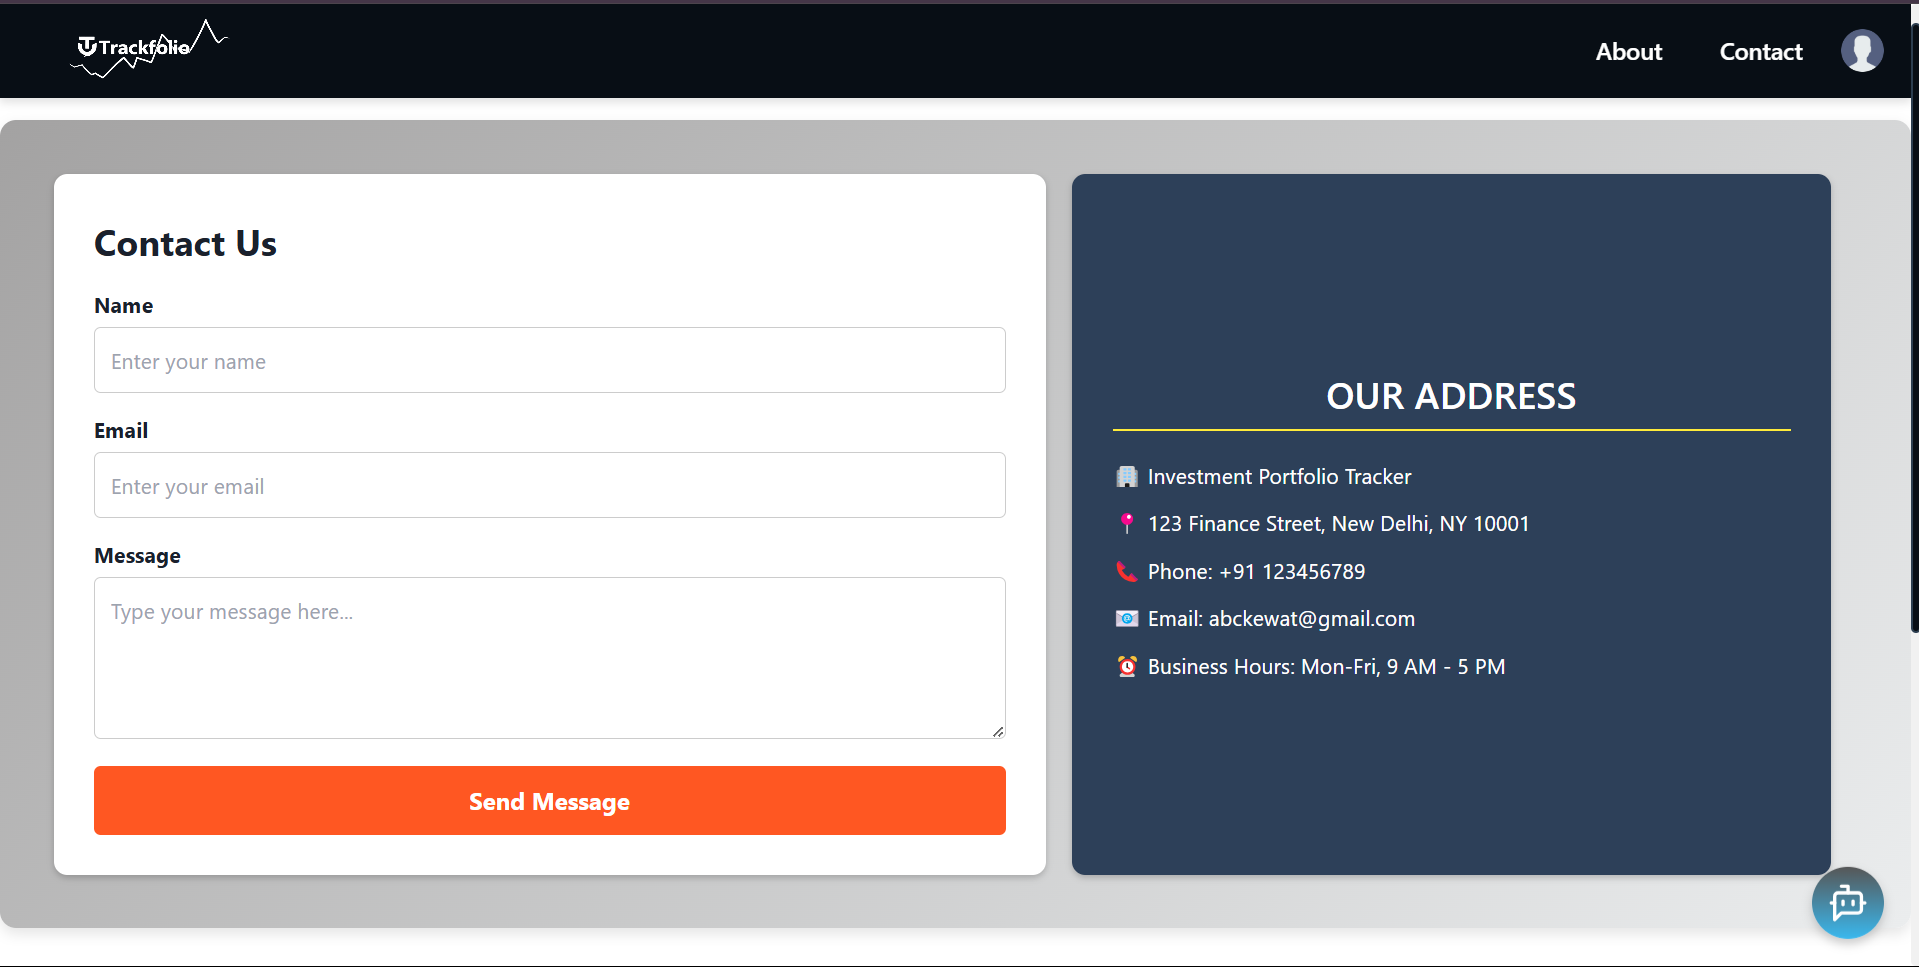 Trackfolio
About
Contact
Contact Us
Name
Enter your name
Email
Enter your email
Message
Type your message here...
Send Message
OUR ADDRESS
Investment Portfolio Tracker
123 Finance Street, New Delhi, NY 10001
Phone: +91 123456789
Email: abckewat@gmail.com
Business Hours: Mon-Fri, 9 AM - 5 PM